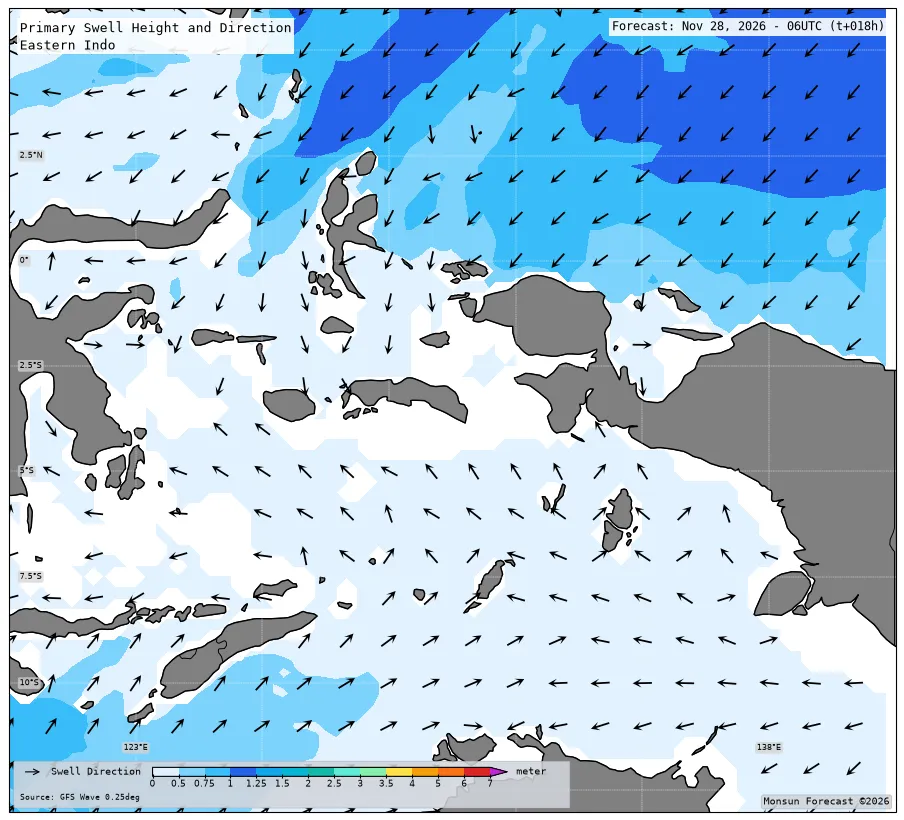 Primary Swell Height and Direction
Eastern Indo
Forecast: Nov 28, 2026 - 06UTC (t+018h)
2.5°N
0°
2.5°S
5°S
7.5°S
10°S
123°E
138°E
Swell Direction
0 0.5 0.75 1 1.25 1.5 2 2.5 3 3.5 4 5 6 7
meter
Source: GFS Wave 0.25deg
Monsun Forecast ©2026